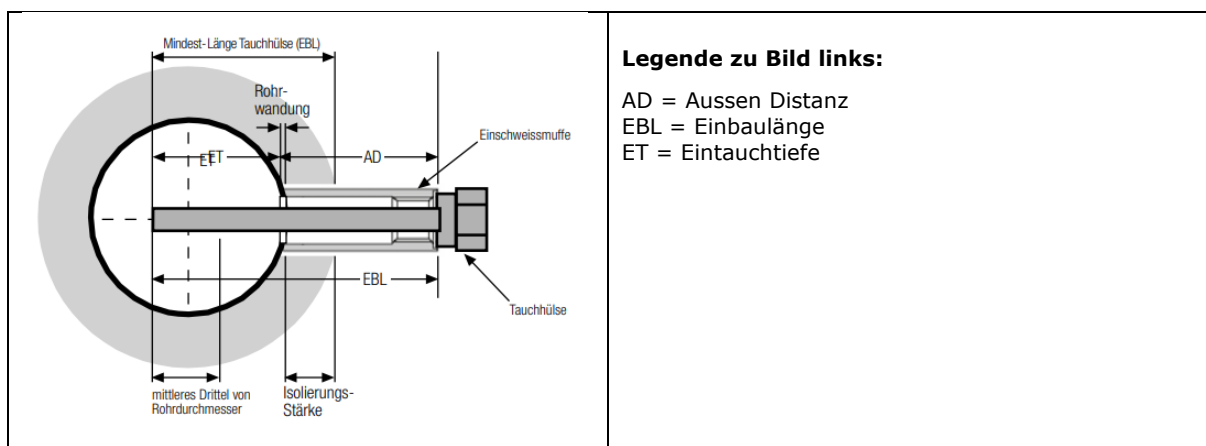 Mindest-Länge Tauchhülse (EBL)
Rohr-
wandung
Einschweissmuffe
ET
ET
AD
EBL
Tauchhülse
mittleres Drittel von
Rohrdurchmesser
Isolierungs-
Stärke
Legende zu Bild links:
AD = Aussen Distanz
EBL = Einbaulänge
ET = Eintauchtiefe